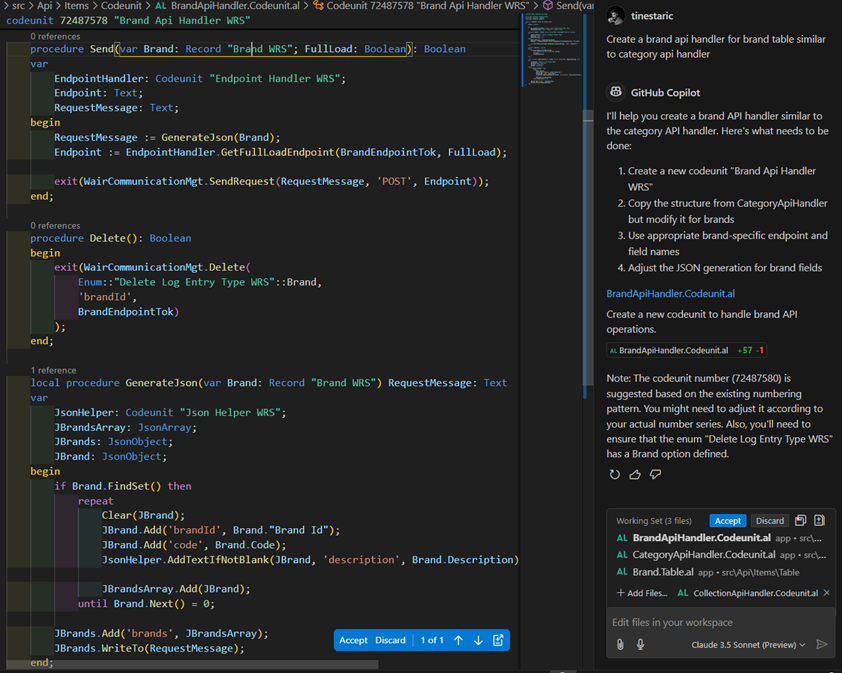 > src > Api > Items > Codeunit > AL BrandApiHandler.Codeunit.al > Codeunit 72487578 "Brand Api Handler WRS" > Send(var
codeunit 72487578 "Brand Api Handler WRS"
0 references
procedure Send(var Brand: Record "Brand WRS"; FullLoad: Boolean): Boolean
var
EndpointHandler: Codeunit "Endpoint Handler WRS";
Endpoint: Text;
RequestMessage: Text;
begin
RequestMessage := GenerateJson(Brand);
Endpoint := EndpointHandler.GetFullLoadEndpoint(BrandEndpointTok, FullLoad);
exit(WairCommunicationMgt.SendRequest(RequestMessage, 'POST', Endpoint));
end;
0 references
procedure Delete(): Boolean
begin
exit(WairCommunicationMgt.Delete(
Enum::"Delete Log Entry Type WRS"::Brand,
'brandId',
BrandEndpointTok)
);
end;
1 reference
local procedure GenerateJson(var Brand: Record "Brand WRS") RequestMessage: Text
var
JsonHelper: Codeunit "Json Helper WRS";
JBrandsArray: JsonArray;
JBrands: JsonObject;
JBrand: JsonObject;
begin
if Brand.FindSet() then
repeat
Clear(JBrand);
JBrand.Add('brandId', Brand."Brand Id");
JBrand.Add('code', Brand.Code);
JsonHelper.AddTextIfNotBlank(JBrand, 'description', Brand.Description)
JBrandsArray.Add(JBrand);
until Brand.Next() = 0;
JBrands.Add('brands', JBrandsArray);
JBrands.WriteTo(RequestMessage);
end;
Accept Discard 1 of 1
tinestaric
Create a brand api handler for brand table similar
to category api handler
GitHub Copilot
I'll help you create a brand API handler similar to
the category API handler. Here's what needs to be
done:
1. Create a new codeunit "Brand Api Handler
WRS"
2. Copy the structure from CategoryApiHandler
but modify it for brands
3. Use appropriate brand-specific endpoint and
field names
4. Adjust the JSON generation for brand fields
BrandApiHandler.Codeunit.al
Create a new codeunit to handle brand API
operations.
AL BrandApiHandler.Codeunit.al +57 -1
Note: The codeunit number (72487580) is
suggested based on the existing numbering
pattern. You might need to adjust it according to
your actual number series. Also, you'll need to
ensure that the enum "Delete Log Entry Type WRS"
has a Brand option defined.
Working Set (3 files) Accept Discard
AL BrandApiHandler.Codeunit.al app • src\...
AL CategoryApiHandler.Codeunit.al app • sr...
AL Brand.Table.al app • src\Api\Items\Table
+ Add Files... AL CollectionApiHandler.Codeunit.al ×
Edit files in your workspace
Claude 3.5 Sonnet (Preview)